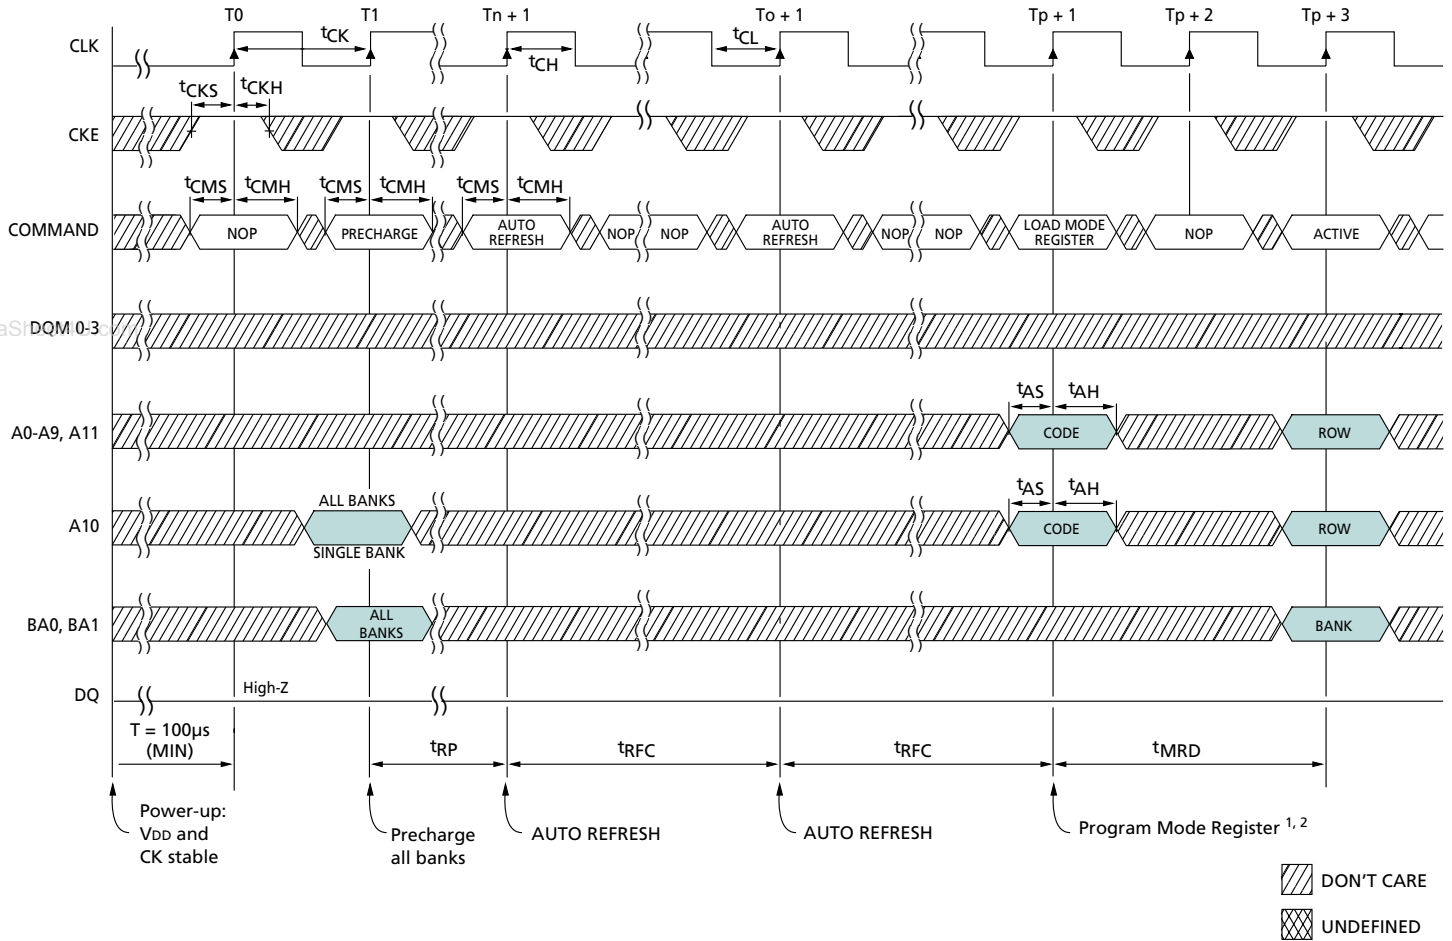 T0 T1 Tn + 1 To + 1 Tp + 1 Tp + 2 Tp + 3
CLK tCK tCH tCL
tCKS tCKH
CKE
tCMS tCMH tCMS tCMH tCMS tCMH
COMMAND NOP PRECHARGE AUTO REFRESH NOP NOP AUTO REFRESH NOP NOP LOAD MODE REGISTER NOP ACTIVE
DQM 0-3
tAS tAH
A0-A9, A11 CODE ROW
ALL BANKS tAS tAH
A10 CODE ROW
SINGLE BANK
BA0, BA1 ALL BANKS BANK
DQ High-Z
T = 100µs
(MIN)
tRP tRFC tRFC tMRD
Power-up:
VDD and
CK stable
Precharge
all banks
AUTO REFRESH
AUTO REFRESH
Program Mode Register 1, 2
DON'T CARE
UNDEFINED